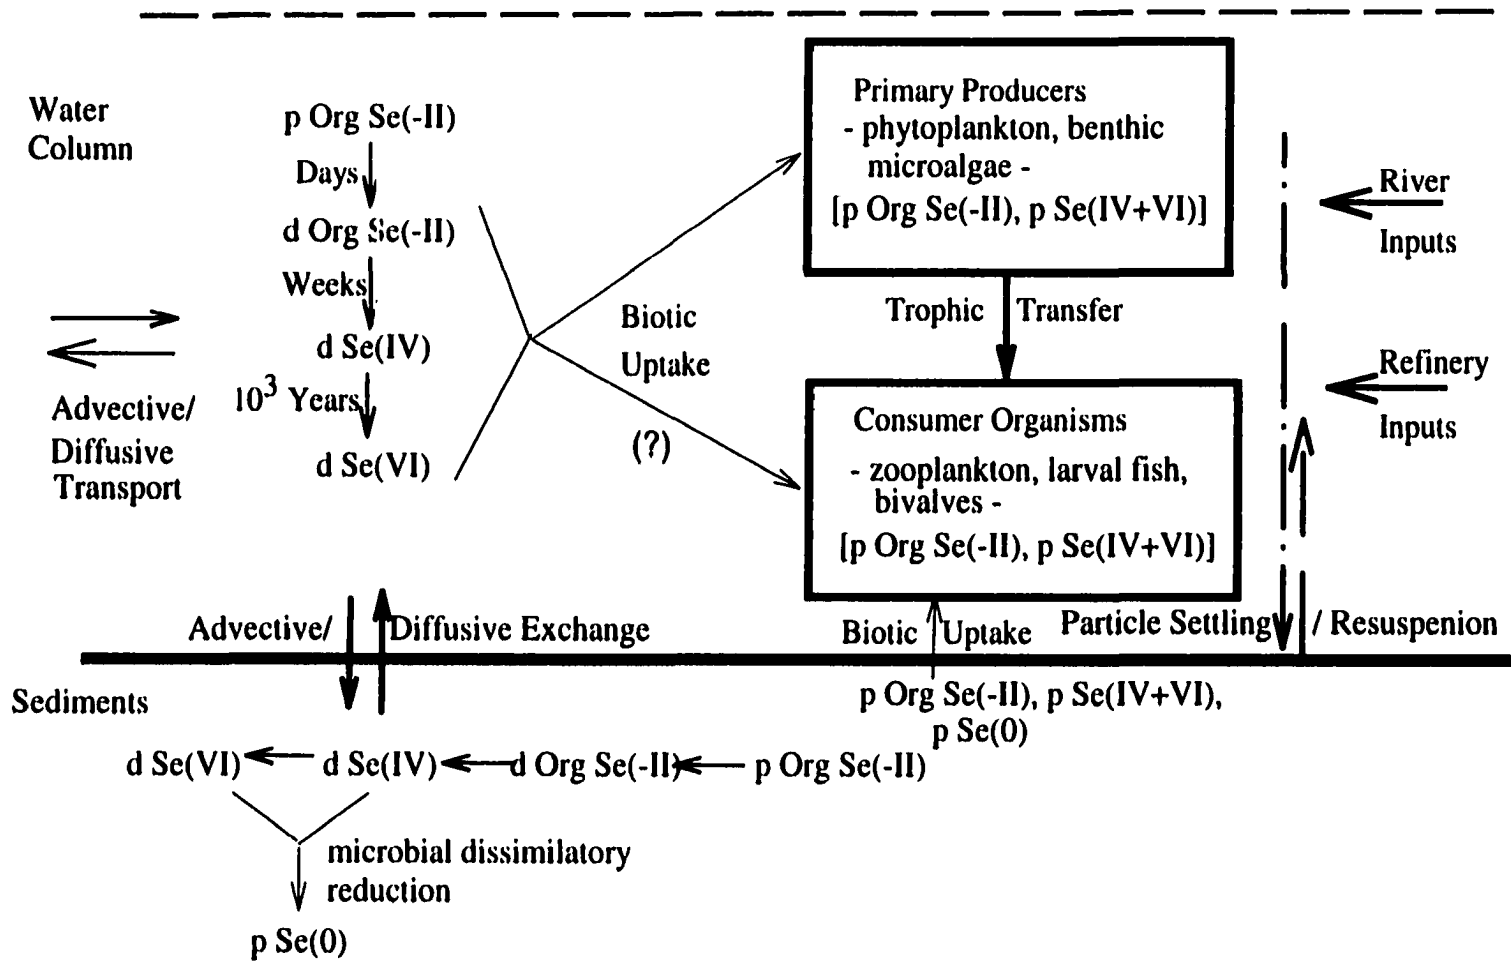 Water
Column
p Org Se(-II)
Days
d Org Se(-II)
Weeks
d Se(IV)
10³ Years
d Se(VI)
Advective/
Diffusive
Transport
Biotic
Uptake
(?)
Primary Producers
- phytoplankton, benthic
microalgae -
[p Org Se(-II), p Se(IV+VI)]
Trophic Transfer
Consumer Organisms
- zooplankton, larval fish,
bivalves -
[p Org Se(-II), p Se(IV+VI)]
River
Inputs
Refinery
Inputs
Advective/ Diffusive Exchange
Biotic Uptake
Particle Settling / Resuspenion
Sediments
p Org Se(-II), p Se(IV+VI),
p Se(0)
d Se(VI) d Se(IV) d Org Se(-II) p Org Se(-II)
microbial dissimilatory
reduction
p Se(0)